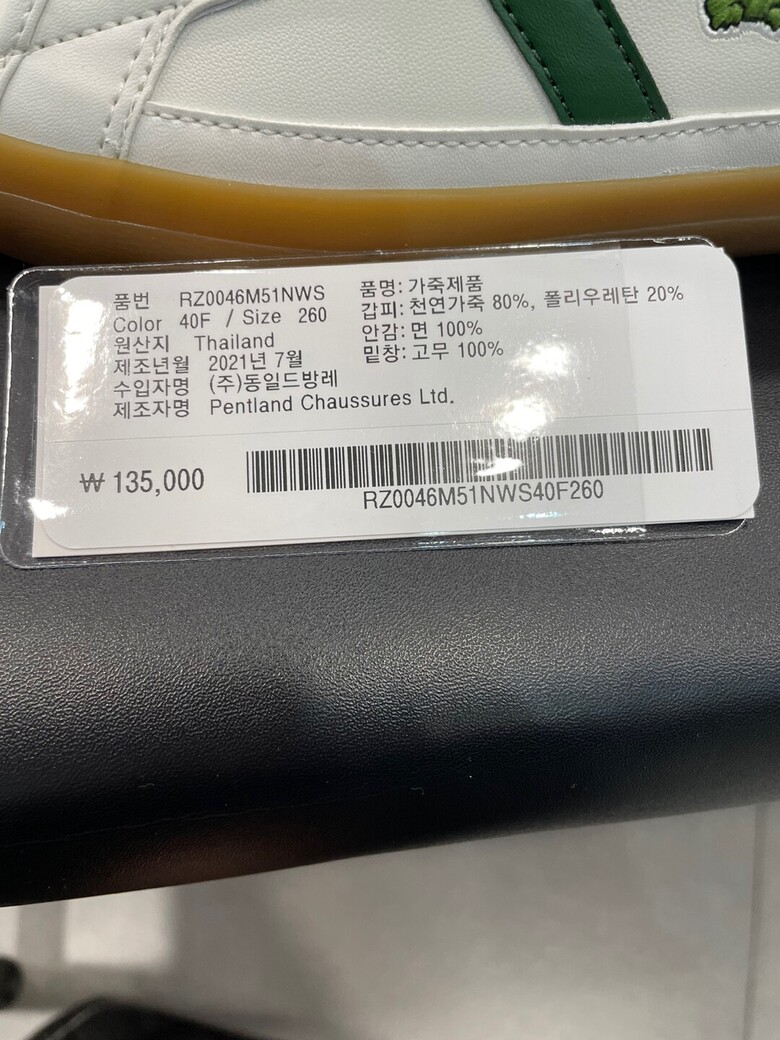 품번 RZ0046M51NWS
Color 40F / Size 260
원산지 Thailand
제조년월 2021년 7월
수입자명 (주)동일드방레
제조자명 Pentland Chaussures Ltd.
품명: 가죽제품
갑피: 천연가죽 80%, 폴리우레탄 20%
안감: 면 100%
밑창: 고무 100%
₩ 135,000
RZ0046M51NWS40F260